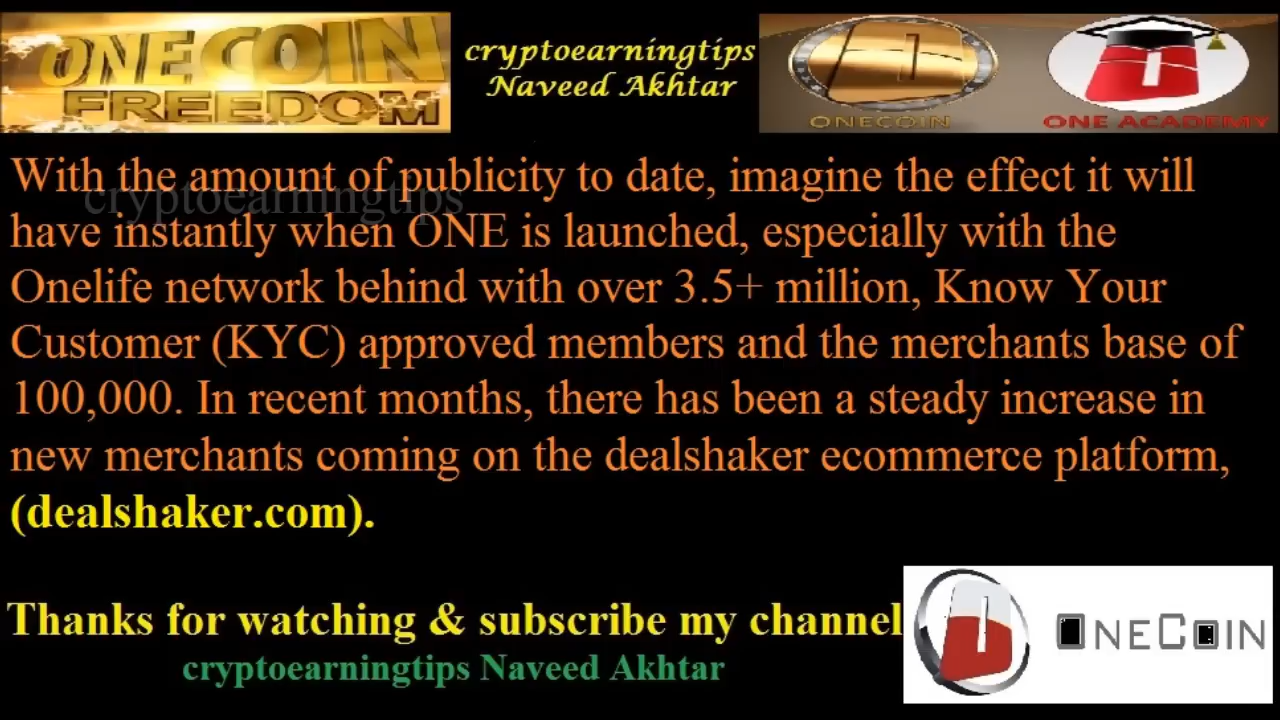 ONE COIN
FREEDOM
cryptoearningtips
Naveed Akhtar
ONECOIN
ONE ACADEMY
With the amount of publicity to date, imagine the effect it will
cryptoearningtips
have instantly when ONE is launched, especially with the
Onelife network behind with over 3.5+ million, Know Your
Customer (KYC) approved members and the merchants base of
100,000. In recent months, there has been a steady increase in
new merchants coming on the dealshaker ecommerce platform,
(dealshaker.com).
Thanks for watching & subscribe my channel
cryptoearningtips Naveed Akhtar
ONECOIN